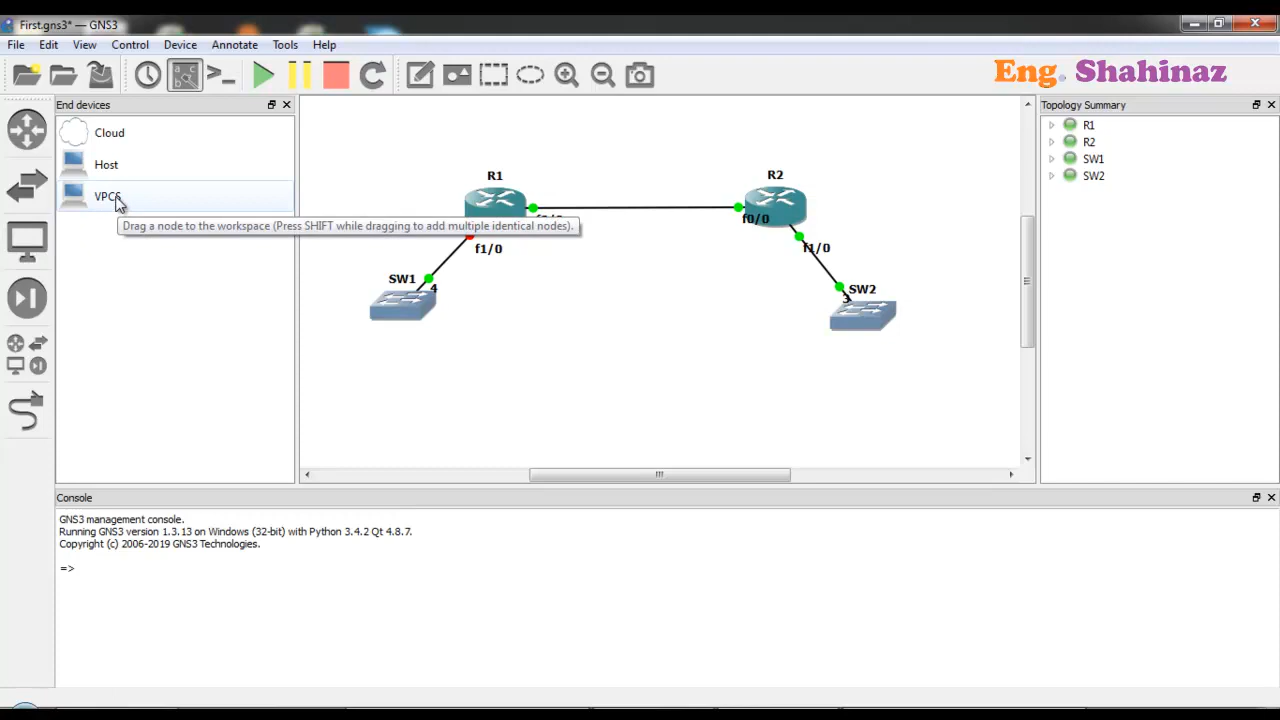 First.gns3* — GNS3
File Edit View Control Device Annotate Tools Help
Eng. Shahinaz
End devices
Cloud
Host
VPCS
Drag a node to the workspace (Press SHIFT while dragging to add multiple identical nodes).
R1
R2
f0/0
f1/0
f1/0
SW1
4
SW2
3
Topology Summary
R1
R2
SW1
SW2
Console
GNS3 management console.
Running GNS3 version 1.3.13 on Windows (32-bit) with Python 3.4.2 Qt 4.8.7.
Copyright (c) 2006-2019 GNS3 Technologies.
=>